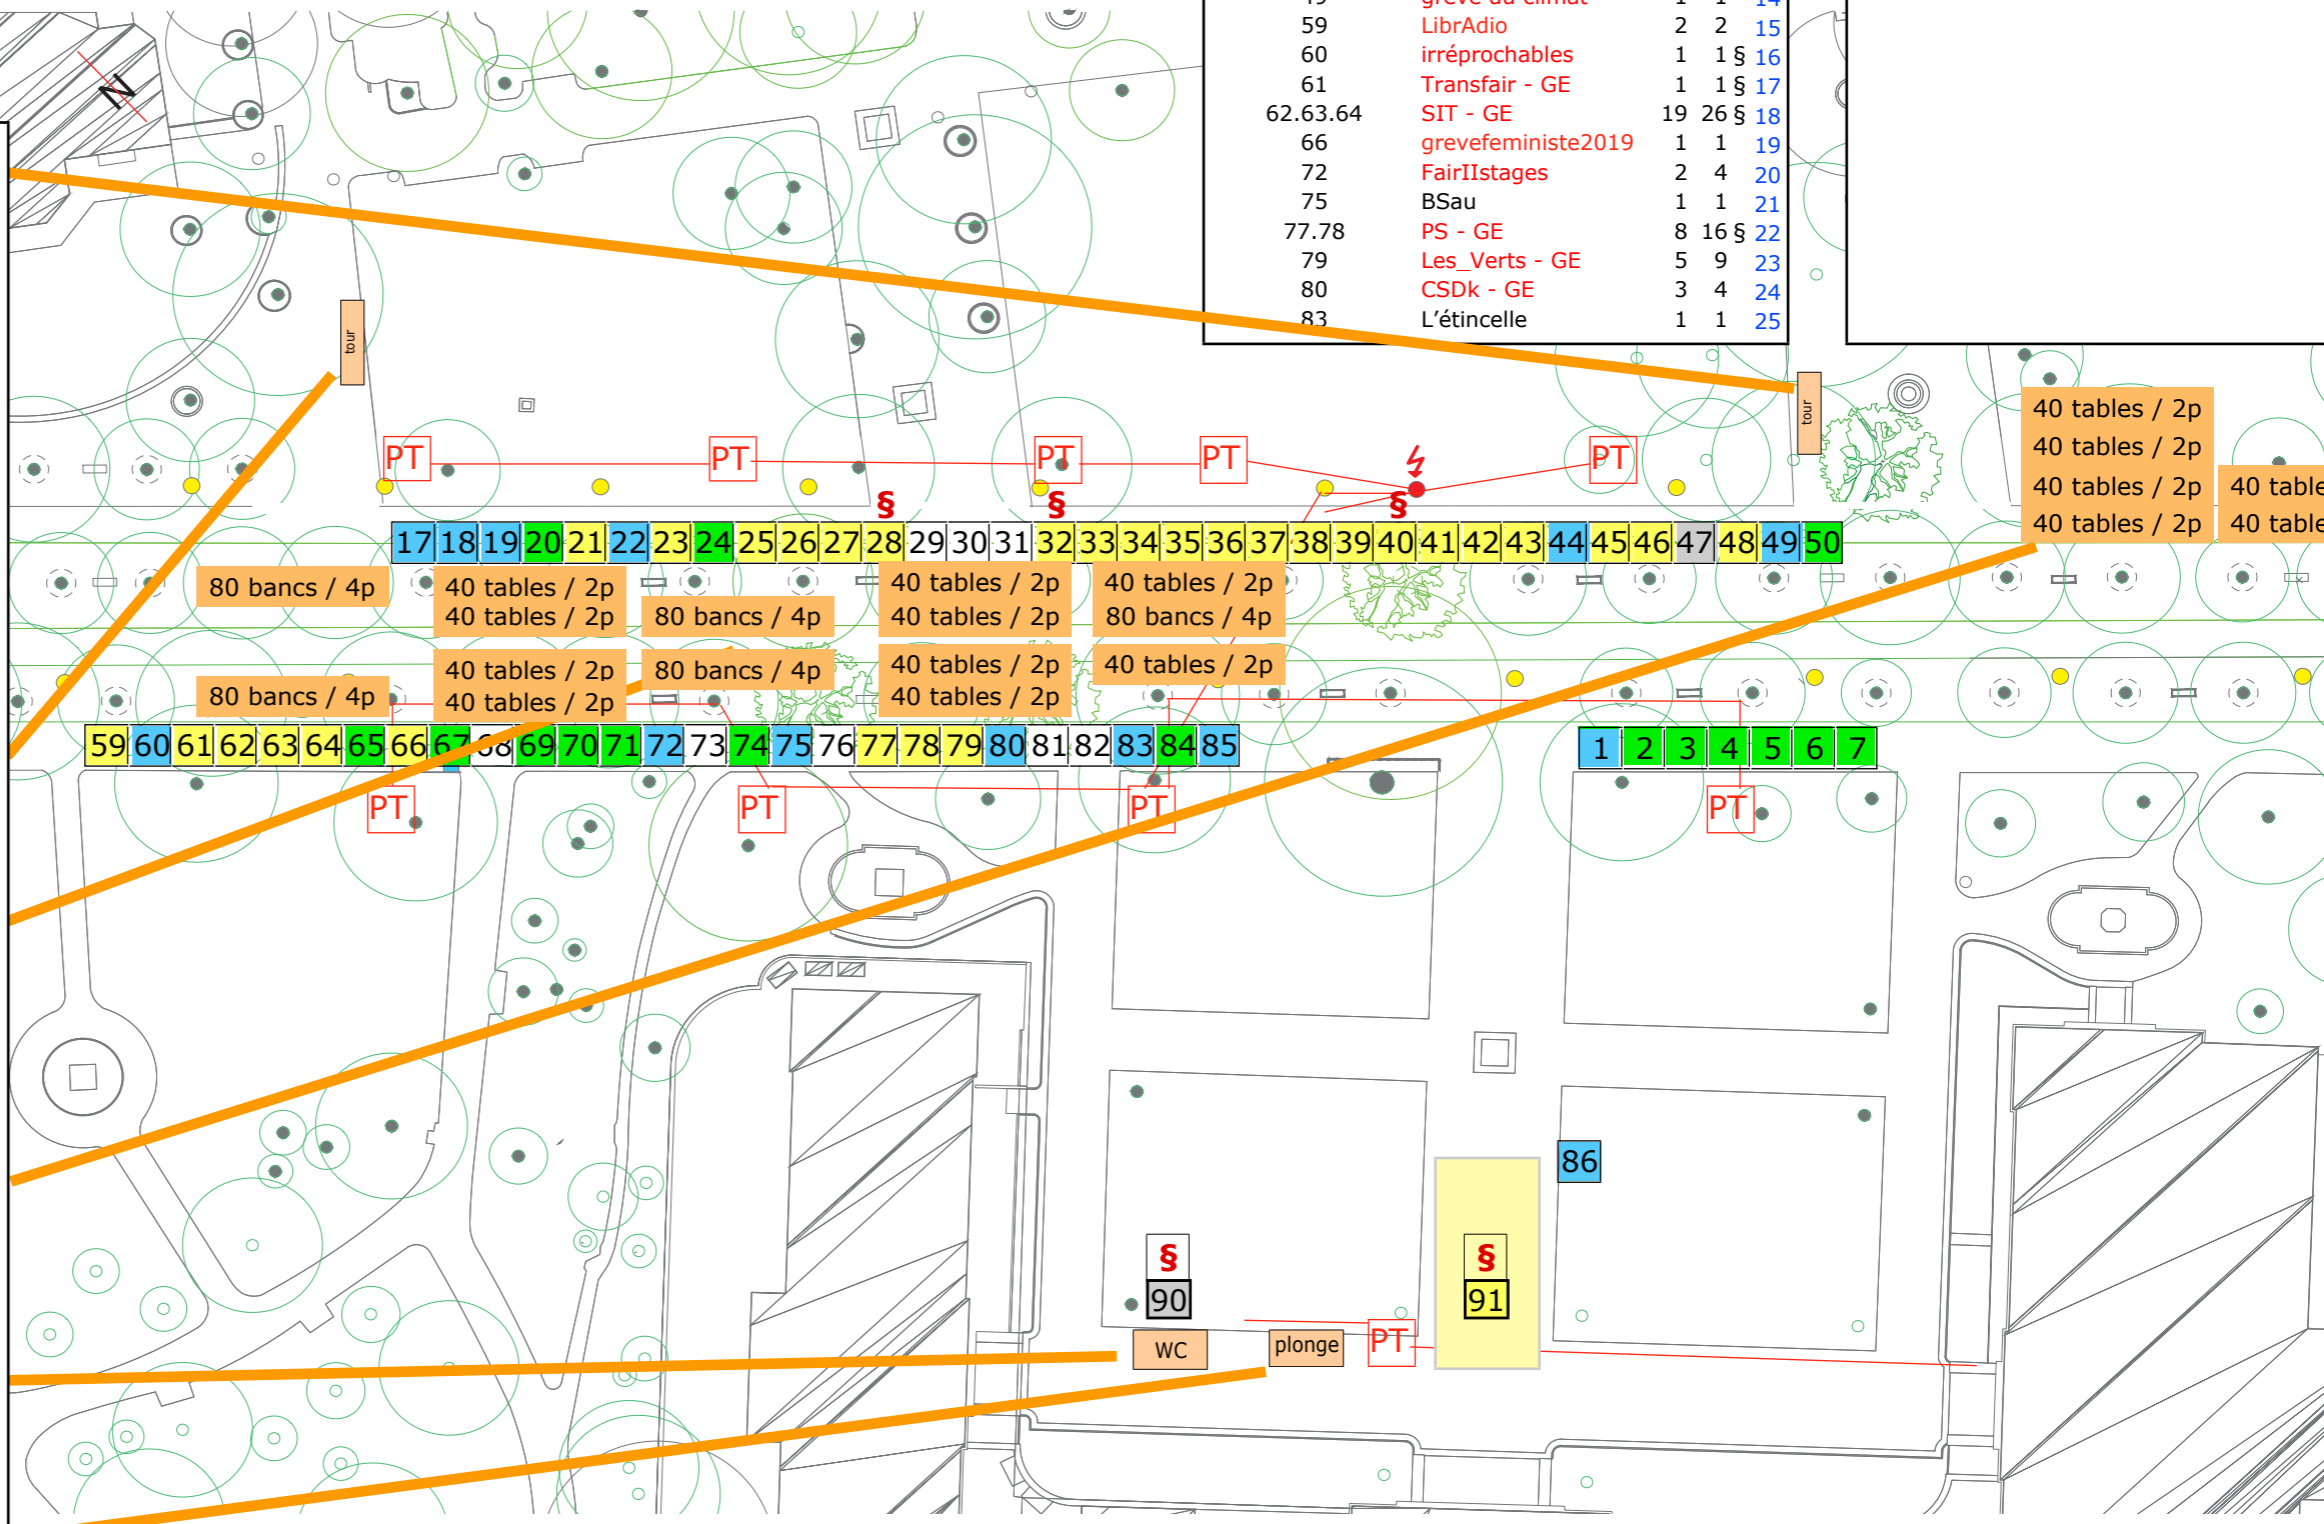 59 LibrAdio 2 2 15
60 irréprochables 1 1 § 16
61 Transfair - GE 1 1 § 17
62.63.64 SIT - GE 19 26 § 18
66 grevefeministe2019 1 1 19
72 FairIIstages 2 4 20
75 BSau 1 1 21
77.78 PS - GE 8 16 § 22
79 Les_Verts - GE 5 9 23
80 CSDk - GE 3 4 24
83 L'étincelle 1 1 25
N
tour
tour
40 tables / 2p
40 tables / 2p
40 tables / 2p 40 table
40 tables / 2p 40 table
PT PT PT PT PT
§ § §
17 18 19 20 21 22 23 24 25 26 27 28 29 30 31 32 33 34 35 36 37 38 39 40 41 42 43 44 45 46 47 48 49 50
80 bancs / 4p
40 tables / 2p
40 tables / 2p
80 bancs / 4p
40 tables / 2p
40 tables / 2p
40 tables / 2p
80 bancs / 4p
80 bancs / 4p
40 tables / 2p
40 tables / 2p
80 bancs / 4p
40 tables / 2p
40 tables / 2p
40 tables / 2p
59 60 61 62 63 64 65 66 67 68 69 70 71 72 73 74 75 76 77 78 79 80 81 82 83 84 85
1 2 3 4 5 6 7
PT PT PT PT
86
§ §
90 91
WC plonge PT